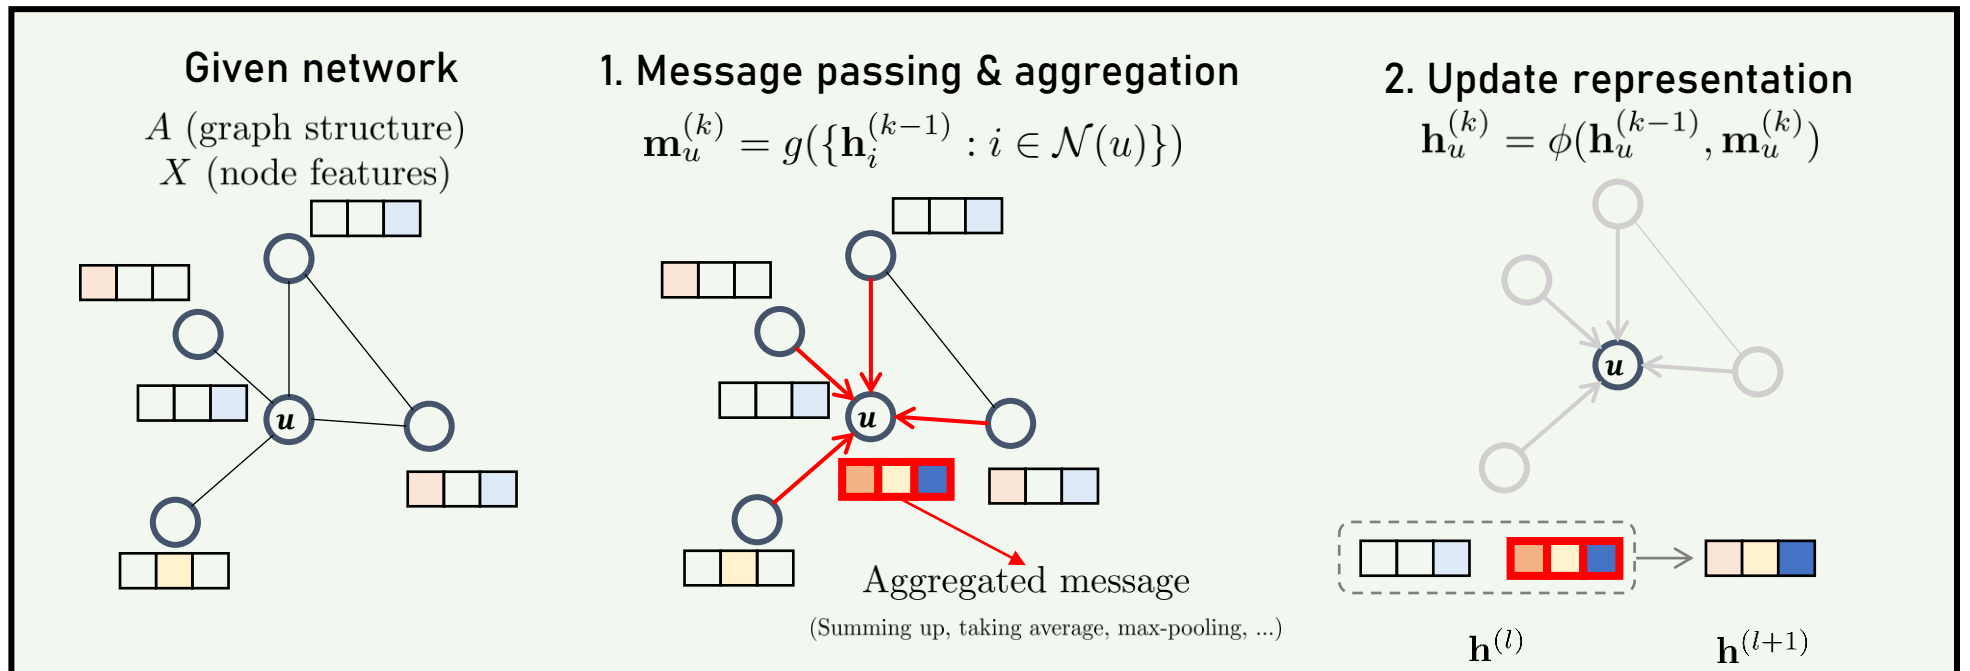 Given network
A (graph structure)
X (node features)
u
1. Message passing & aggregation
𝐦_u^{(k)} = g({𝐡_i^{(k−1)} : i ∈ 𝒩(u)})
u
Aggregated message
(Summing up, taking average, max-pooling, ...)
2. Update representation
𝐡_u^{(k)} = ϕ(𝐡_u^{(k−1)}, 𝐦_u^{(k)})
u
𝐡^{(l)}
𝐡^{(l+1)}